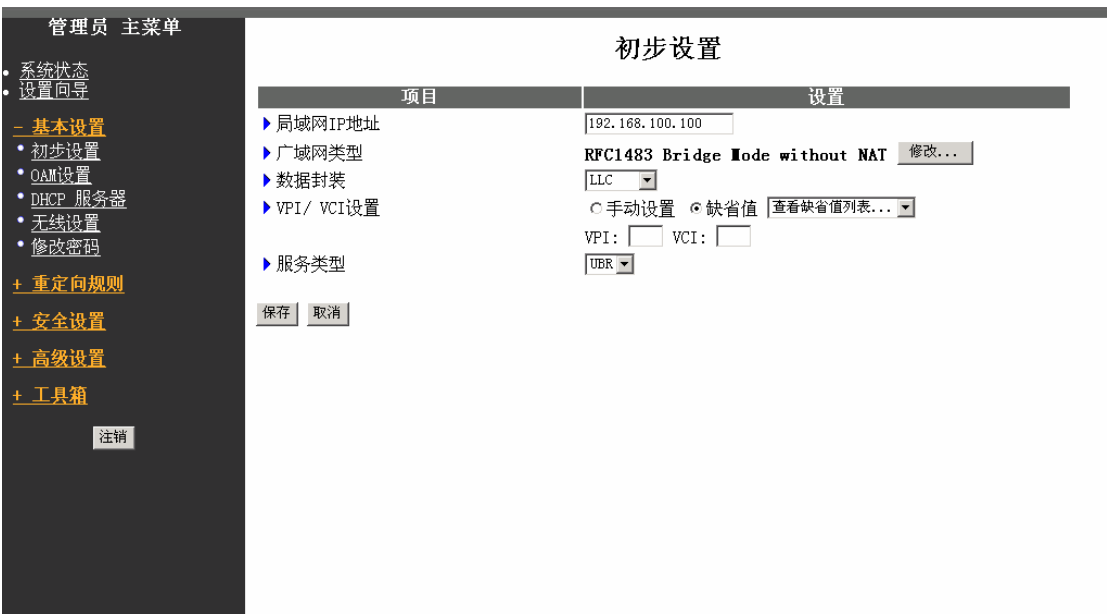 管理员 主菜单
系统状态
设置向导
- 基本设置
初步设置
OAM设置
DHCP 服务器
无线设置
修改密码
+ 重定向规则
+ 安全设置
+ 高级设置
+ 工具箱
注销
初步设置
项目 设置
局域网IP地址 192.168.100.100
广域网类型 RFC1483 Bridge Mode without NAT 修改...
数据封装 LLC
VPI/ VCI设置 手动设置 缺省值 查看缺省值列表...
VPI: VCI:
服务类型 UBR
保存 取消